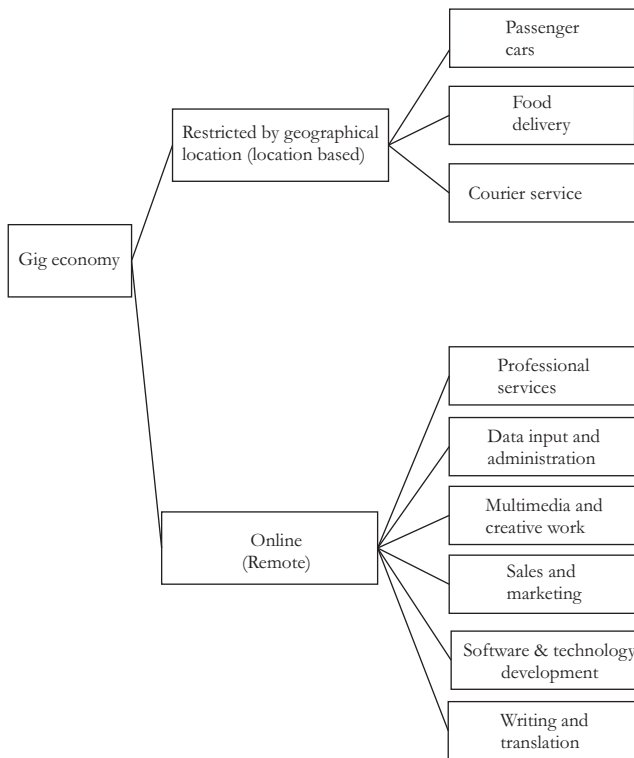 Passenger
cars
Food
delivery
Restricted by geographical
location (location based)
Courier service
Gig economy
Professional
services
Data input and
administration
Multimedia and
creative work
Online
(Remote)
Sales and
marketing
Software & technology
development
Writing and
translation